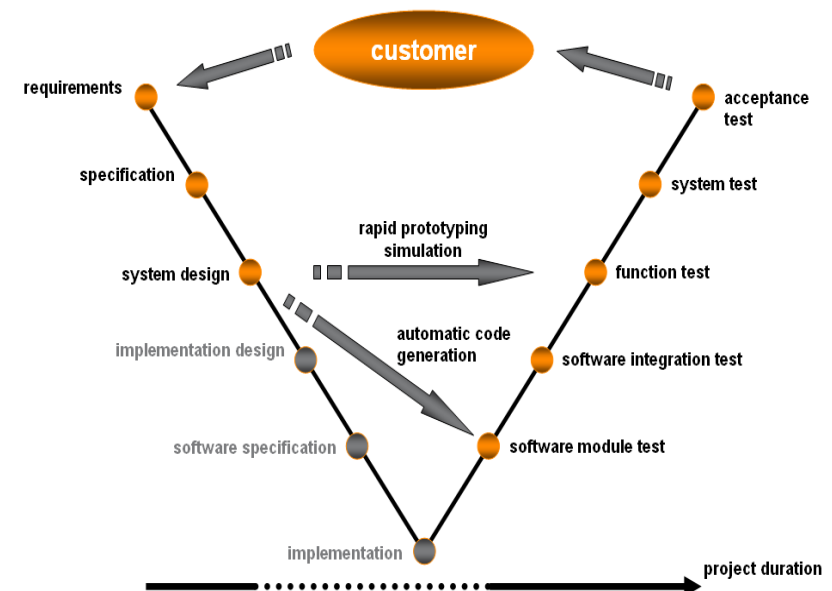 customer
requirements
acceptance
test
specification
system test
rapid prototyping
simulation
system design
function test
automatic code
generation
implementation design
software integration test
software specification
software module test
implementation
project duration